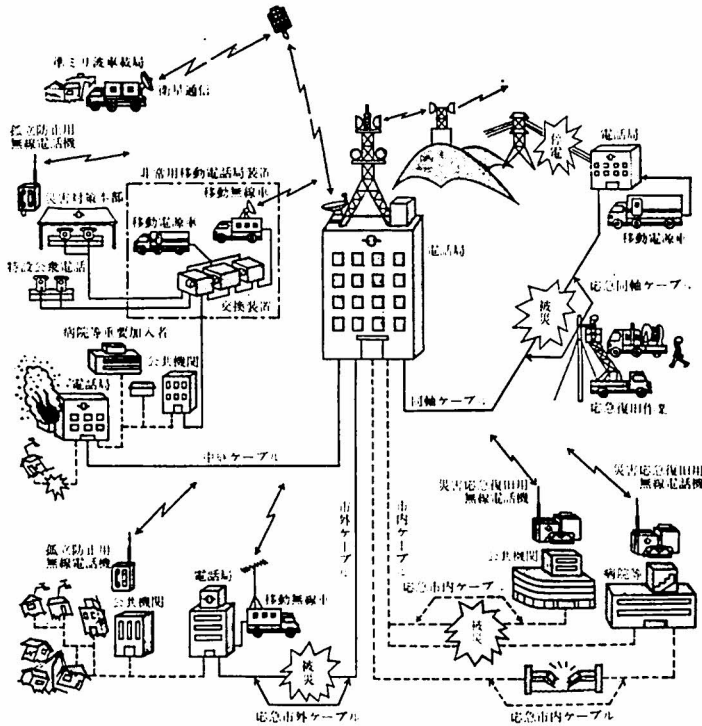 準ミリ波車載局
衛星通信
孤立防止用
無線電話機
災害対策本部
特設公衆電話
非常用移動電話局装置
移動無線車
移動電源車
交換装置
電話局
停電
電話局
移動電源車
応急同軸ケーブル
被災
応急復旧作業
同軸ケーブル
病院等重要加入者
公共機関
電話局
中継ケーブル
市外ケーブル
市内ケーブル
孤立防止用
無線電話機
公共機関
電話局
移動無線車
被災
応急市外ケーブル
災害応急復旧用
無線電話機
公共機関
災害応急復旧用
無線電話機
病院等
応急市内ケーブル
被災
応急市内ケーブル